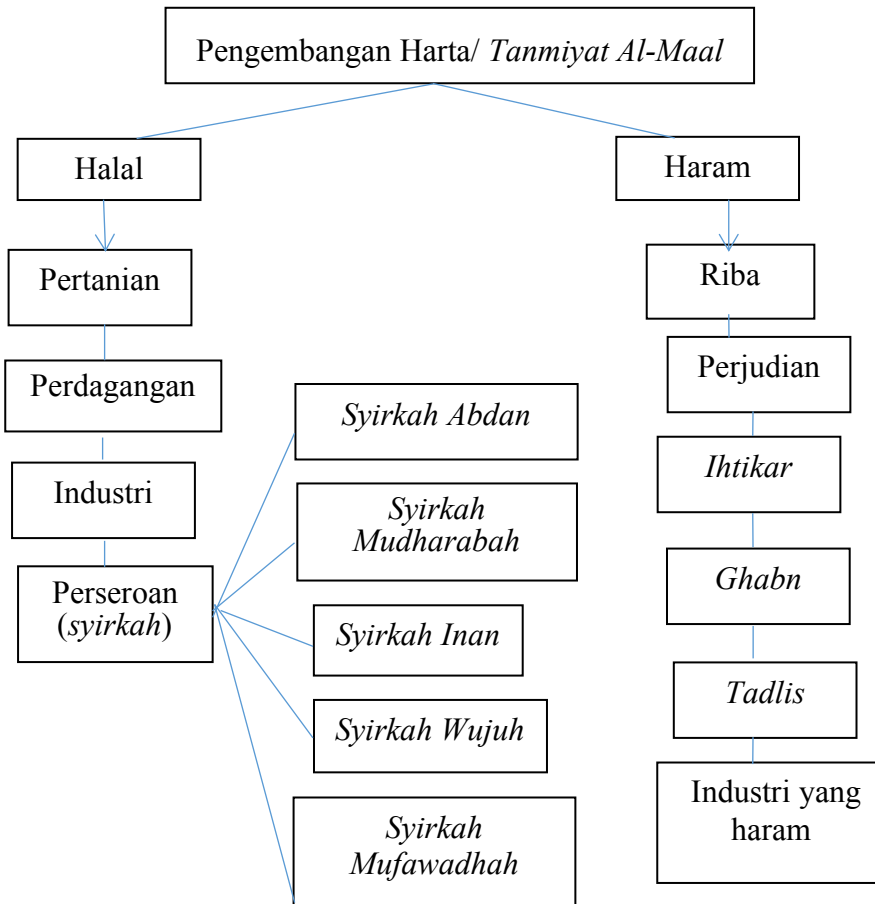 Pengembangan Harta/ Tanmiyat Al-Maal
Halal
Haram
Pertanian
Riba
Perdagangan
Perjudian
Industri
Ihtikar
Perseroan
(syirkah)
Ghabn
Tadlis
Industri yang
haram
Syirkah Abdan
Syirkah
Mudharabah
Syirkah Inan
Syirkah Wujuh
Syirkah
Mufawadhah